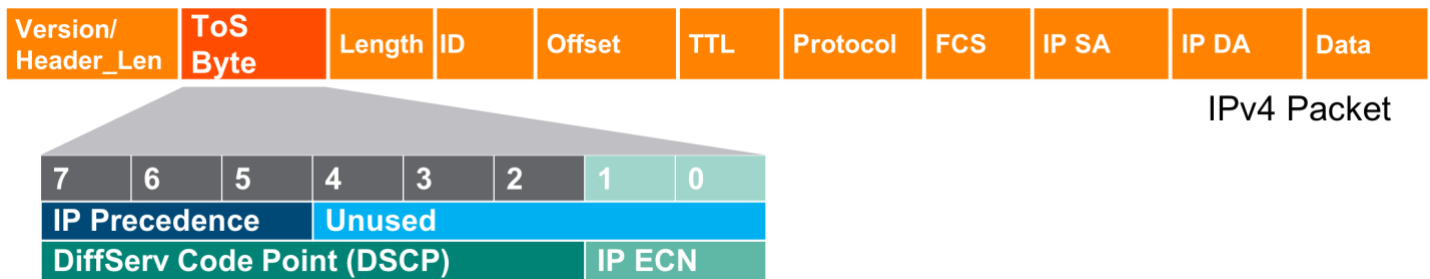 Version/ Header_Len ToS Byte Length ID Offset TTL Protocol FCS IP SA IP DA Data
IPv4 Packet
7 6 5 4 3 2 1 0
IP Precedence Unused
DiffServ Code Point (DSCP) IP ECN